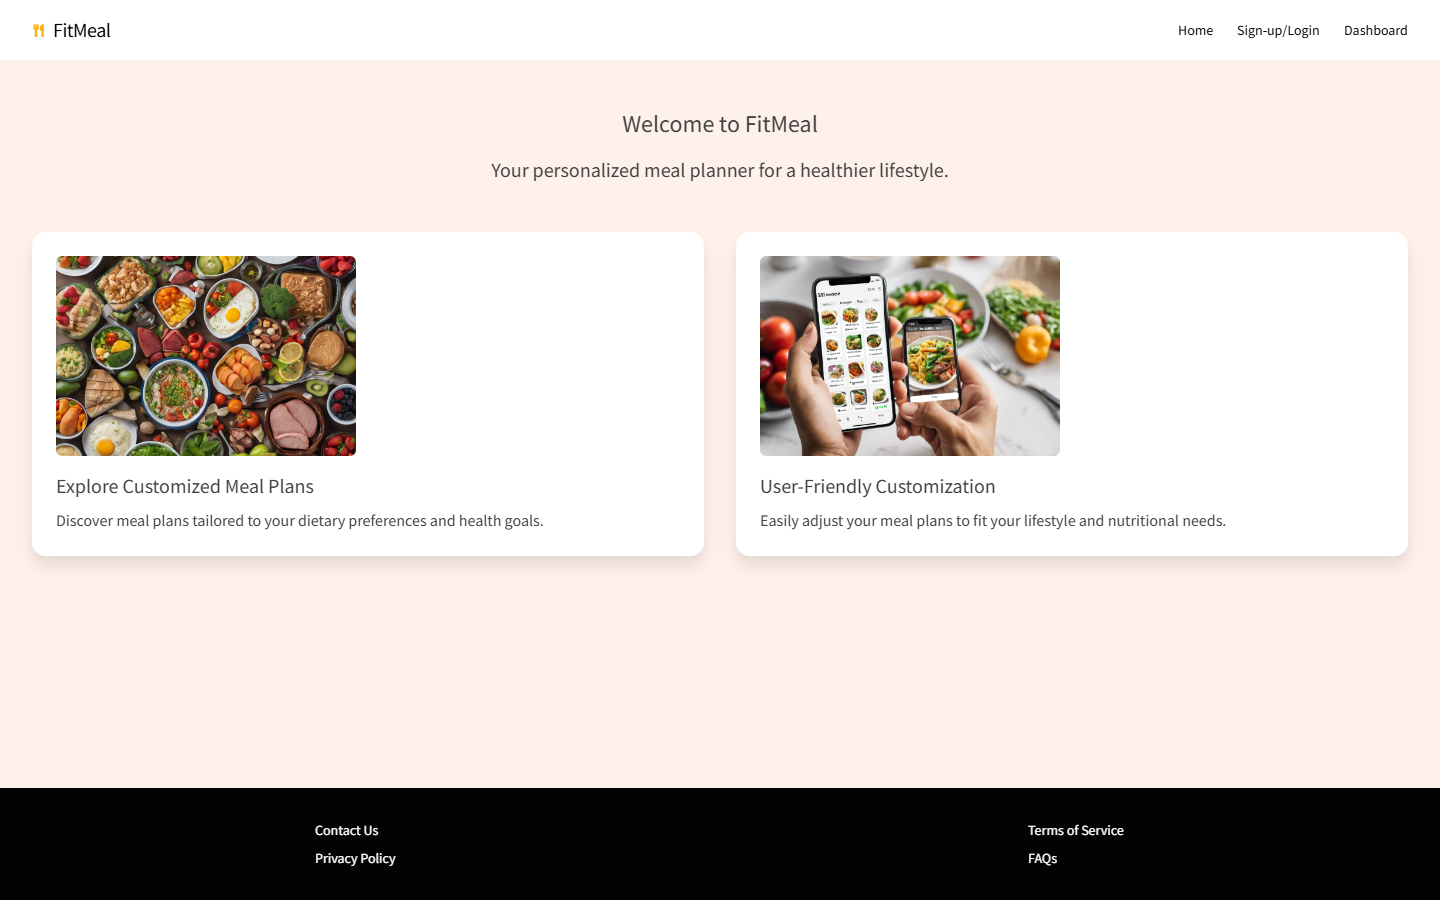 FitMeal
Home
Sign-up/Login
Dashboard
Welcome to FitMeal
Your personalized meal planner for a healthier lifestyle.
Explore Customized Meal Plans
Discover meal plans tailored to your dietary preferences and health goals.
User-Friendly Customization
Easily adjust your meal plans to fit your lifestyle and nutritional needs.
Contact Us
Privacy Policy
Terms of Service
FAQs